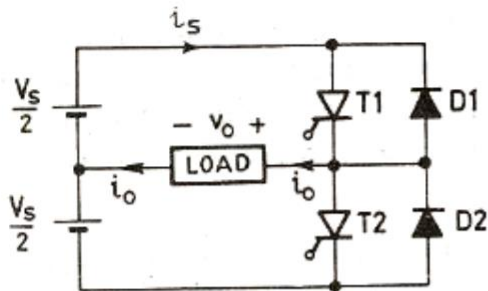 i_s
V_s/2
T1
D1
− v_o +
LOAD
i_o
i_o
V_s/2
T2
D2